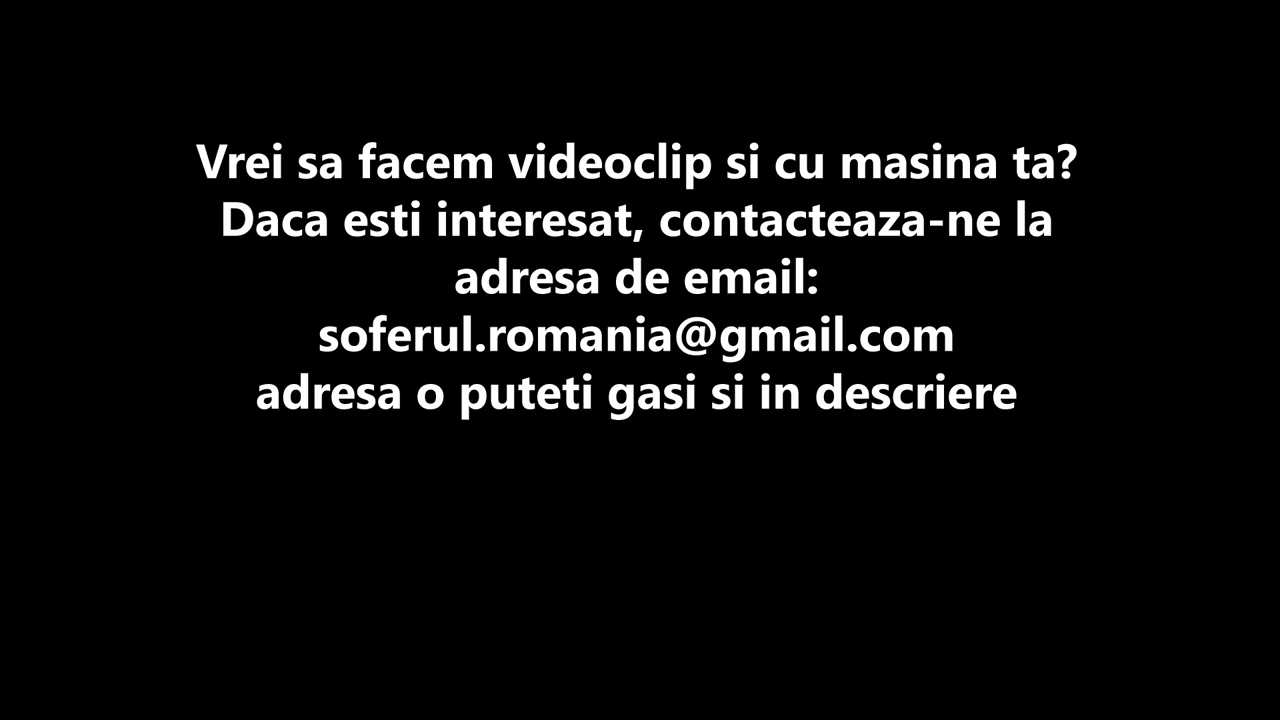 Vrei sa facem videoclip si cu masina ta?
Daca esti interesat, contacteaza-ne la
adresa de email:
soferul.romania@gmail.com
adresa o puteti gasi si in descriere